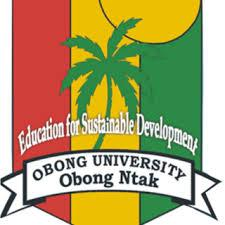 Education for Sustainable Development
OBONG UNIVERSITY
Obong Ntak